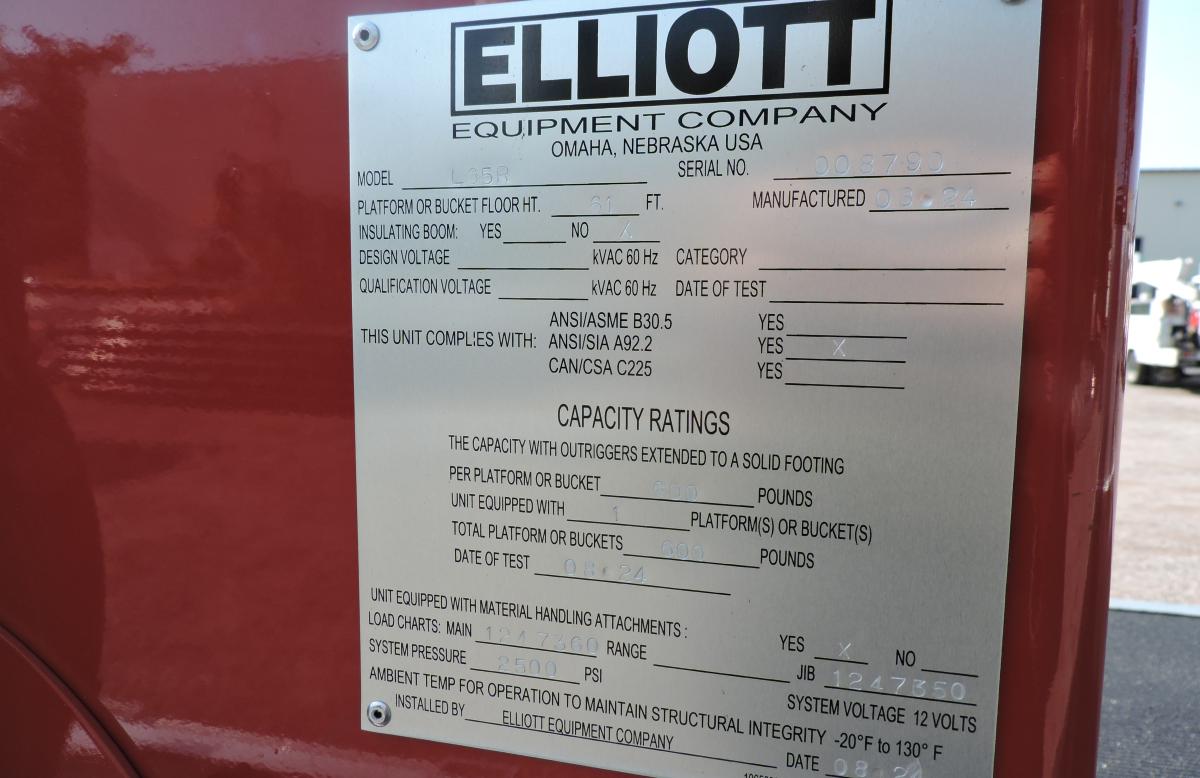 ELLIOTT
EQUIPMENT COMPANY
OMAHA, NEBRASKA USA
MODEL L65R SERIAL NO. 008790
PLATFORM OR BUCKET FLOOR HT. 61 FT. MANUFACTURED 08.24
INSULATING BOOM: YES NO X
DESIGN VOLTAGE kVAC 60 Hz CATEGORY
QUALIFICATION VOLTAGE kVAC 60 Hz DATE OF TEST
THIS UNIT COMPLIES WITH: ANSI/ASME B30.5 YES
ANSI/SIA A92.2 YES X
CAN/CSA C225 YES
CAPACITY RATINGS
THE CAPACITY WITH OUTRIGGERS EXTENDED TO A SOLID FOOTING
PER PLATFORM OR BUCKET 600 POUNDS
UNIT EQUIPPED WITH 1 PLATFORM(S) OR BUCKET(S)
TOTAL PLATFORM OR BUCKETS 600 POUNDS
DATE OF TEST 08.24
UNIT EQUIPPED WITH MATERIAL HANDLING ATTACHMENTS : YES X NO
LOAD CHARTS: MAIN 1247360 RANGE JIB 1247350
SYSTEM PRESSURE 2500 PSI SYSTEM VOLTAGE 12 VOLTS
AMBIENT TEMP FOR OPERATION TO MAINTAIN STRUCTURAL INTEGRITY -20°F to 130° F
INSTALLED BY ELLIOTT EQUIPMENT COMPANY DATE 08.24